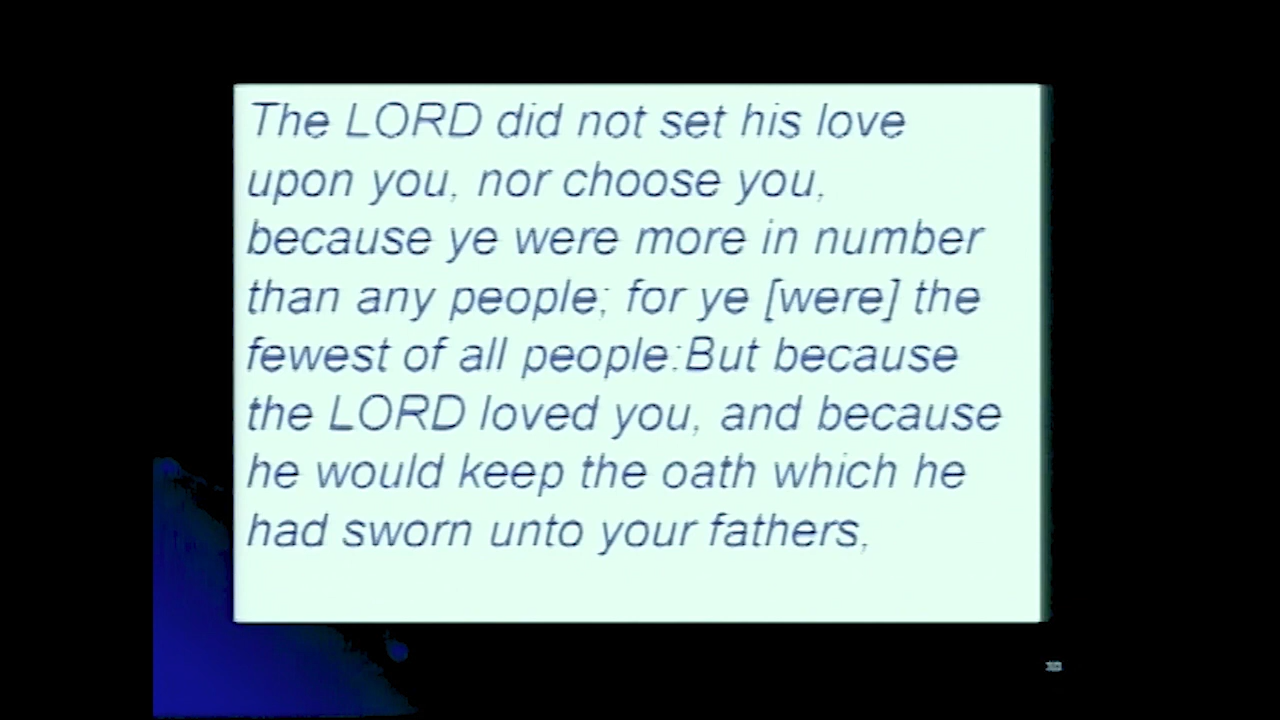 The LORD did not set his love
upon you, nor choose you,
because ye were more in number
than any people; for ye [were] the
fewest of all people:But because
the LORD loved you, and because
he would keep the oath which he
had sworn unto your fathers,